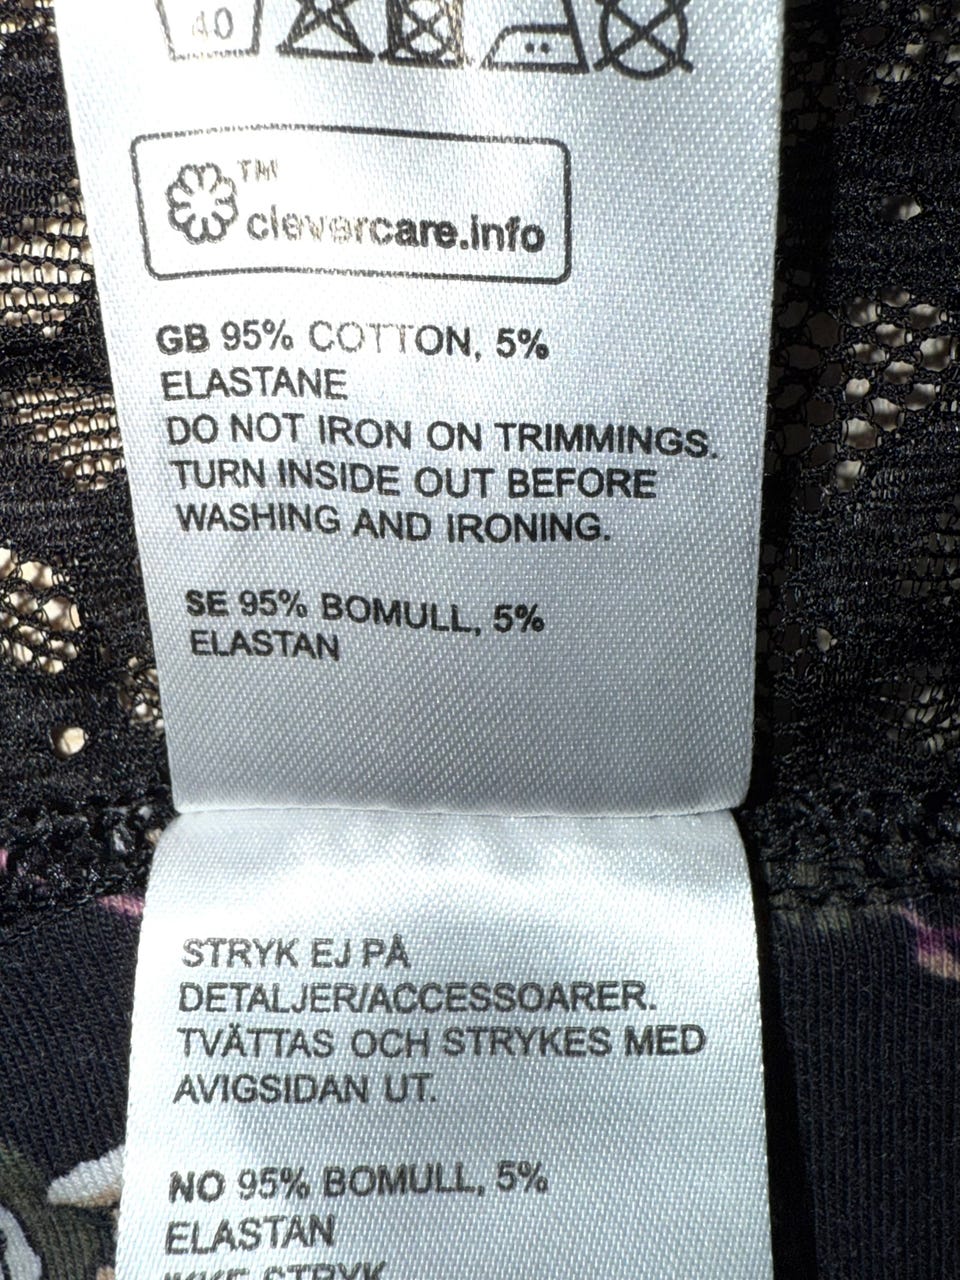 40
TM
clevercare.info
GB 95% COTTON, 5%
ELASTANE
DO NOT IRON ON TRIMMINGS.
TURN INSIDE OUT BEFORE
WASHING AND IRONING.
SE 95% BOMULL, 5%
ELASTAN
STRYK EJ PÅ
DETALJER/ACCESSOARER.
TVÄTTAS OCH STRYKES MED
AVIGSIDAN UT.
NO 95% BOMULL, 5%
ELASTAN
IKKE STRYK